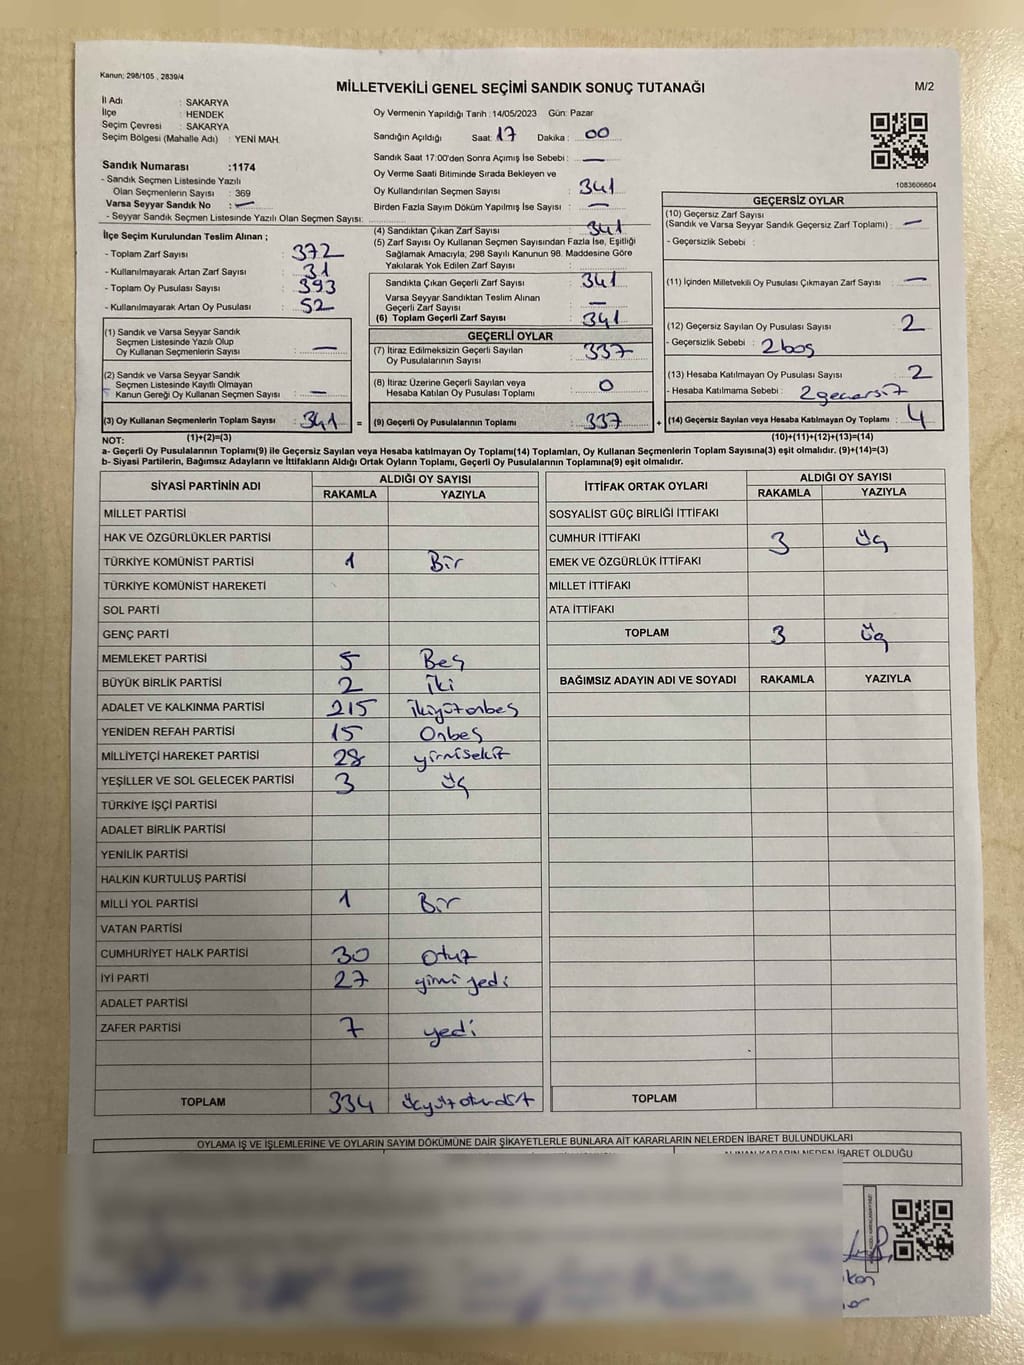 Kanun; 298/105 , 2839/4
MİLLETVEKİLİ GENEL SEÇİMİ SANDIK SONUÇ TUTANAĞI
M/2
İl Adı : SAKARYA
İlçe : HENDEK
Seçim Çevresi : SAKARYA
Seçim Bölgesi (Mahalle Adı) : YENİ MAH.
Sandık Numarası :1174
- Sandık Seçmen Listesinde Yazılı
Olan Seçmenlerin Sayısı : 369
Varsa Seyyar Sandık No : —
- Seyyar Sandık Seçmen Listesinde Yazılı Olan Seçmen Sayısı:
Oy Vermenin Yapıldığı Tarih : 14/05/2023 Gün: Pazar
Sandığın Açıldığı Saat: 17 Dakika : 00
Sandık Saat 17:00'den Sonra Açımış İse Sebebi : —
Oy Verme Saati Bitiminde Sırada Bekleyen ve
Oy Kullandırılan Seçmen Sayısı : 341
Birden Fazla Sayım Döküm Yapılmış İse Sayısı : —
1083606604
İlçe Seçim Kurulundan Teslim Alınan ;
- Toplam Zarf Sayısı : 372
- Kullanılmayarak Artan Zarf Sayısı : 31
- Toplam Oy Pusulası Sayısı : 393
- Kullanılmayarak Artan Oy Pusulası : 52
(4) Sandıktan Çıkan Zarf Sayısı : 341
(5) Zarf Sayısı Oy Kullanan Seçmen Sayısından Fazla İse, Eşitliği
Sağlamak Amacıyla; 298 Sayılı Kanunun 98. Maddesine Göre
Yakılarak Yok Edilen Zarf Sayısı :
Sandıkta Çıkan Geçerli Zarf Sayısı : 341
Varsa Seyyar Sandıktan Teslim Alınan
Geçerli Zarf Sayısı : —
(6) Toplam Geçerli Zarf Sayısı : 341
GEÇERSİZ OYLAR
(10) Geçersiz Zarf Sayısı
(Sandık ve Varsa Seyyar Sandık Geçersiz Zarf Toplamı) : —
- Geçersizlik Sebebi :
(11) İçinden Milletvekili Oy Pusulası Çıkmayan Zarf Sayısı : —
(12) Geçersiz Sayılan Oy Pusulası Sayısı : 2
- Geçersizlik Sebebi : 2 boş
(13) Hesaba Katılmayan Oy Pusulası Sayısı : 2
- Hesaba Katılmama Sebebi : 2 geçersiz
(1) Sandık ve Varsa Seyyar Sandık
Seçmen Listesinde Yazılı Olup
Oy Kullanan Seçmenlerin Sayısı : —
(2) Sandık ve Varsa Seyyar Sandık
Seçmen Listesinde Kayıtlı Olmayan
Kanun Gereği Oy Kullanan Seçmen Sayısı : —
GEÇERLİ OYLAR
(7) İtiraz Edilmeksizin Geçerli Sayılan
Oy Pusulalarının Sayısı : 337
(8) İtiraz Üzerine Geçerli Sayılan veya
Hesaba Katılan Oy Pusulası Toplamı : 0
(3) Oy Kullanan Seçmenlerin Toplam Sayısı : 341 = (9) Geçerli Oy Pusulalarının Toplamı : 337 + (14) Geçersiz Sayılan veya Hesaba Katılmayan Oy Toplamı : 4
NOT: (1)+(2)=(3) (10)+(11)+(12)+(13)=(14)
a- Geçerli Oy Pusulalarının Toplamı(9) ile Geçersiz Sayılan veya Hesaba katılmayan Oy Toplamı(14) Toplamları, Oy Kullanan Seçmenlerin Toplam Sayısına(3) eşit olmalıdır. (9)+(14)=(3)
b- Siyasi Partilerin, Bağımsız Adayların ve İttifakların Aldığı Ortak Oyların Toplamı, Geçerli Oy Pusulalarının Toplamına(9) eşit olmalıdır.
SİYASİ PARTİNİN ADI ALDIĞI OY SAYISI
RAKAMLA YAZIYLA
MİLLET PARTİSİ
HAK VE ÖZGÜRLÜKLER PARTİSİ
TÜRKİYE KOMÜNİST PARTİSİ 1 Bir
TÜRKİYE KOMÜNİST HAREKETİ
SOL PARTİ
GENÇ PARTİ
MEMLEKET PARTİSİ 5 Beş
BÜYÜK BİRLİK PARTİSİ 2 İki
ADALET VE KALKINMA PARTİSİ 215 ikiyüzonbeş
YENİDEN REFAH PARTİSİ 15 Onbeş
MİLLİYETÇİ HAREKET PARTİSİ 28 yirmisekiz
YEŞİLLER VE SOL GELECEK PARTİSİ 3 üç
TÜRKİYE İŞÇİ PARTİSİ
ADALET BİRLİK PARTİSİ
YENİLİK PARTİSİ
HALKIN KURTULUŞ PARTİSİ
MİLLİ YOL PARTİSİ 1 Bir
VATAN PARTİSİ
CUMHURİYET HALK PARTİSİ 30 otuz
İYİ PARTİ 27 yirmi yedi
ADALET PARTİSİ
ZAFER PARTİSİ 7 yedi
TOPLAM 334 üçyüzotuzdört
İTTİFAK ORTAK OYLARI ALDIĞI OY SAYISI
RAKAMLA YAZIYLA
SOSYALİST GÜÇ BİRLİĞİ İTTİFAKI
CUMHUR İTTİFAKI 3 üç
EMEK VE ÖZGÜRLÜK İTTİFAKI
MİLLET İTTİFAKI
ATA İTTİFAKI
TOPLAM 3 üç
BAĞIMSIZ ADAYIN ADI VE SOYADI RAKAMLA YAZIYLA
TOPLAM
OYLAMA İŞ VE İŞLEMLERİNE VE OYLARIN SAYIM DÖKÜMÜNE DAİR ŞİKAYETLERLE BUNLARA AİT KARARLARIN NELERDEN İBARET BULUNDUKLARI
ALINAN KARARIN NEDEN İBARET OLDUĞU